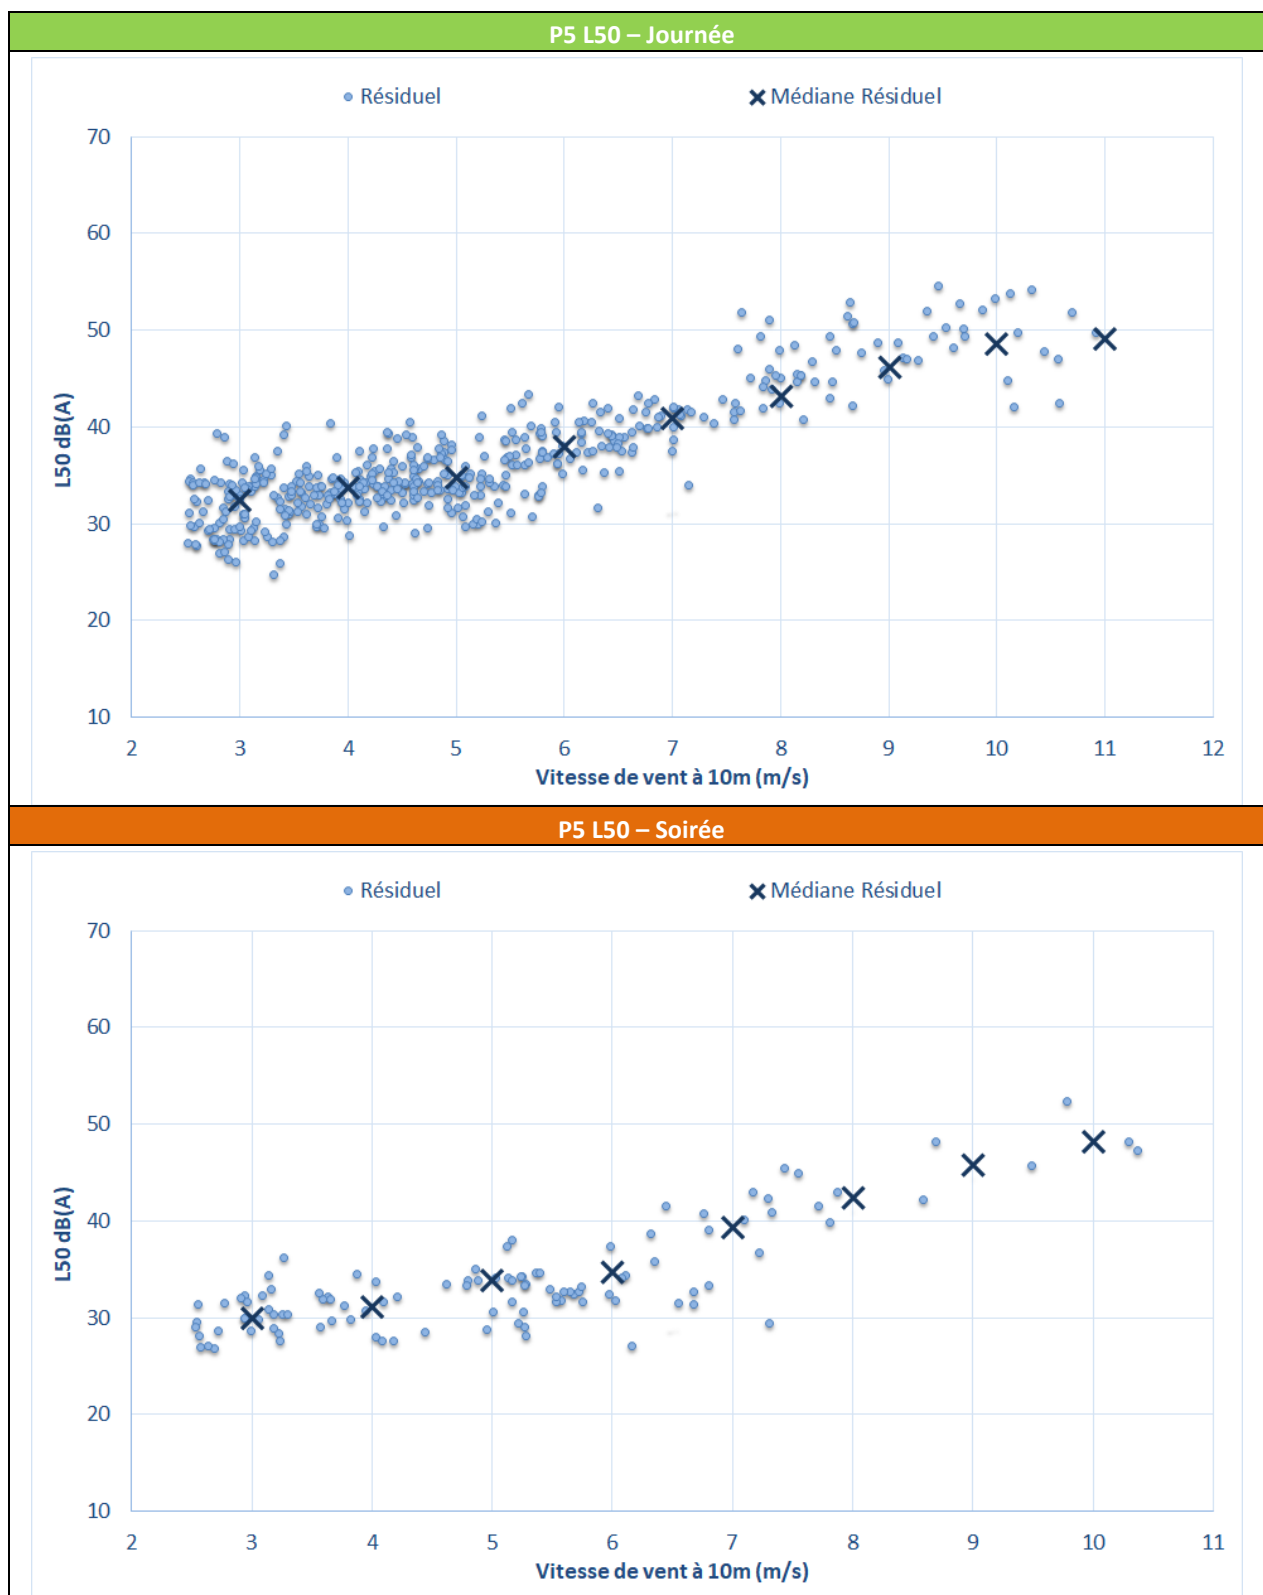 P5 L50 – Journée
Résiduel
Médiane Résiduel
70
60
50
40
30
20
10
L50 dB(A)
2 3 4 5 6 7 8 9 10 11 12
Vitesse de vent à 10m (m/s)
P5 L50 – Soirée
Résiduel
Médiane Résiduel
70
60
50
40
30
20
10
L50 dB(A)
2 3 4 5 6 7 8 9 10 11
Vitesse de vent à 10m (m/s)